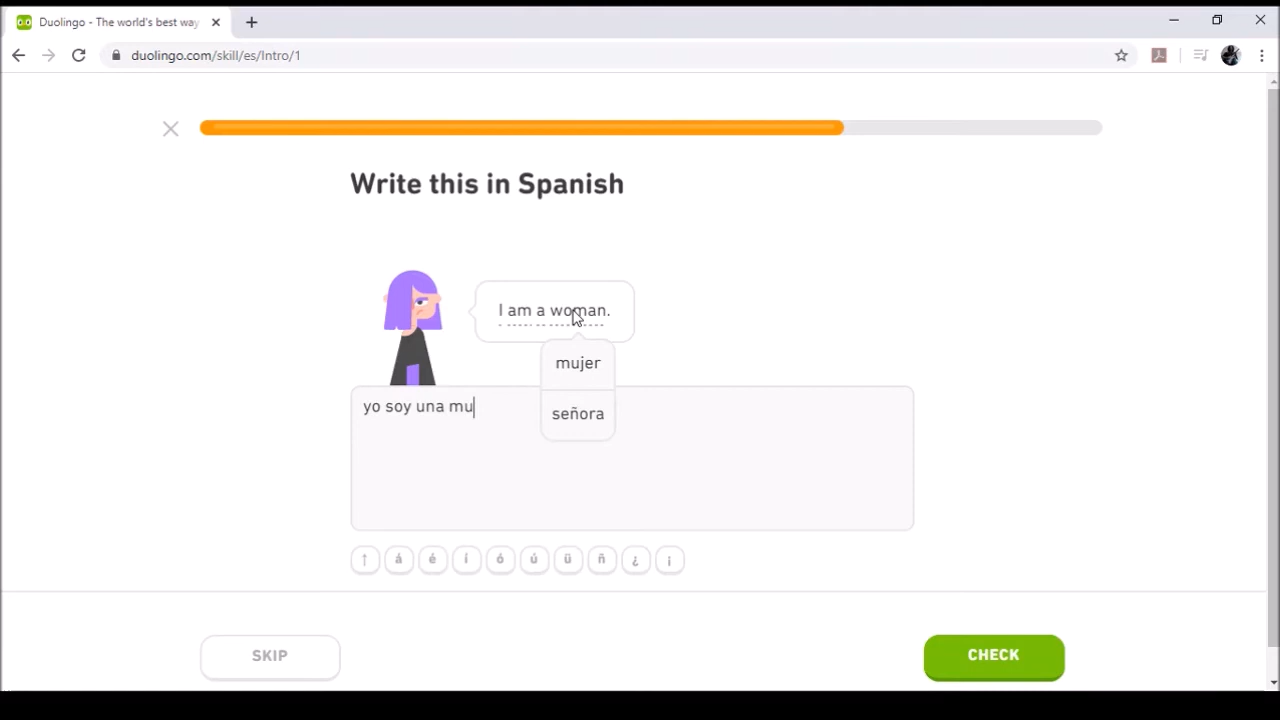 Duolingo - The world's best way
duolingo.com/skill/es/Intro/1
Write this in Spanish
I am a woman.
mujer
señora
yo soy una mu
↑ á é í ó ú ü ñ ¿ ¡
SKIP
CHECK